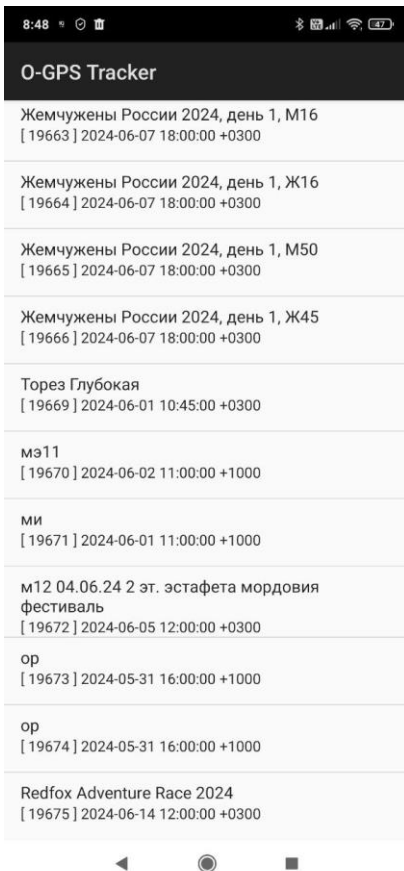 8:48
47
O-GPS Tracker
Жемчужены России 2024, день 1, М16
[ 19663 ] 2024-06-07 18:00:00 +0300
Жемчужены России 2024, день 1, Ж16
[ 19664 ] 2024-06-07 18:00:00 +0300
Жемчужены России 2024, день 1, М50
[ 19665 ] 2024-06-07 18:00:00 +0300
Жемчужены России 2024, день 1, Ж45
[ 19666 ] 2024-06-07 18:00:00 +0300
Торез Глубокая
[ 19669 ] 2024-06-01 10:45:00 +0300
мэ11
[ 19670 ] 2024-06-02 11:00:00 +1000
ми
[ 19671 ] 2024-06-01 11:00:00 +1000
м12 04.06.24 2 эт. эстафета мордовия
фестиваль
[ 19672 ] 2024-06-05 12:00:00 +0300
ор
[ 19673 ] 2024-05-31 16:00:00 +1000
ор
[ 19674 ] 2024-05-31 16:00:00 +1000
Redfox Adventure Race 2024
[ 19675 ] 2024-06-14 12:00:00 +0300